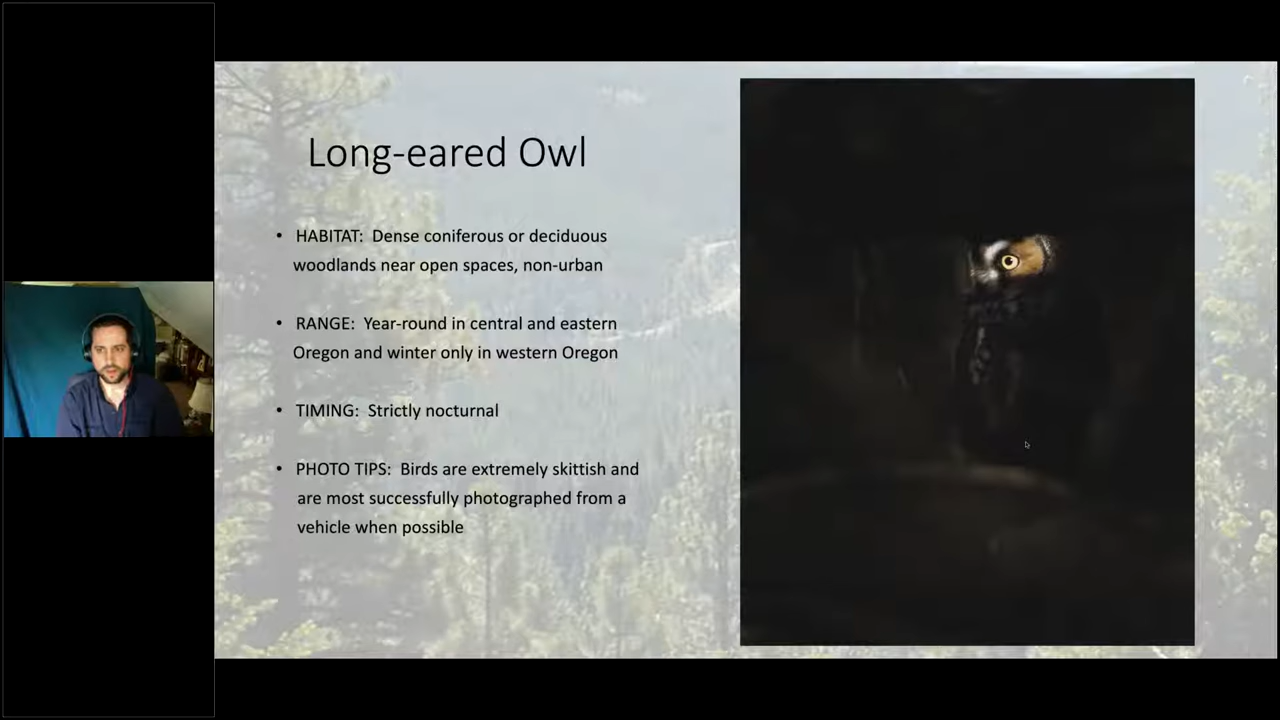 Long-eared Owl
• HABITAT: Dense coniferous or deciduous
woodlands near open spaces, non-urban
• RANGE: Year-round in central and eastern
Oregon and winter only in western Oregon
• TIMING: Strictly nocturnal
• PHOTO TIPS: Birds are extremely skittish and
are most successfully photographed from a
vehicle when possible